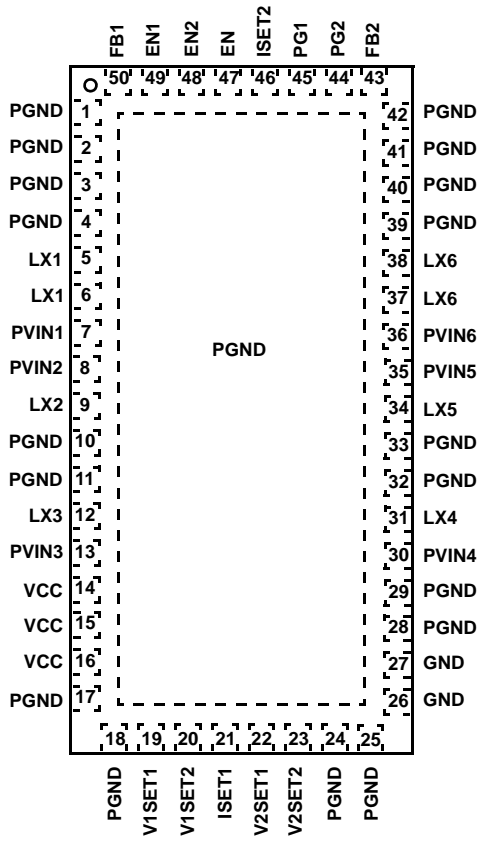 FB1 EN1 EN2 EN ISET2 PG1 PG2 FB2
50 49 48 47 46 45 44 43
PGND 1 42 PGND
PGND 2 41 PGND
PGND 3 40 PGND
PGND 4 39 PGND
LX1 5 38 LX6
LX1 6 37 LX6
PVIN1 7 36 PVIN6
PGND
PVIN2 8 35 PVIN5
LX2 9 34 LX5
PGND 10 33 PGND
PGND 11 32 PGND
LX3 12 31 LX4
PVIN3 13 30 PVIN4
VCC 14 29 PGND
VCC 15 28 PGND
VCC 16 27 GND
PGND 17 26 GND
18 19 20 21 22 23 24 25
PGND V1SET1 V1SET2 ISET1 V2SET1 V2SET2 PGND PGND